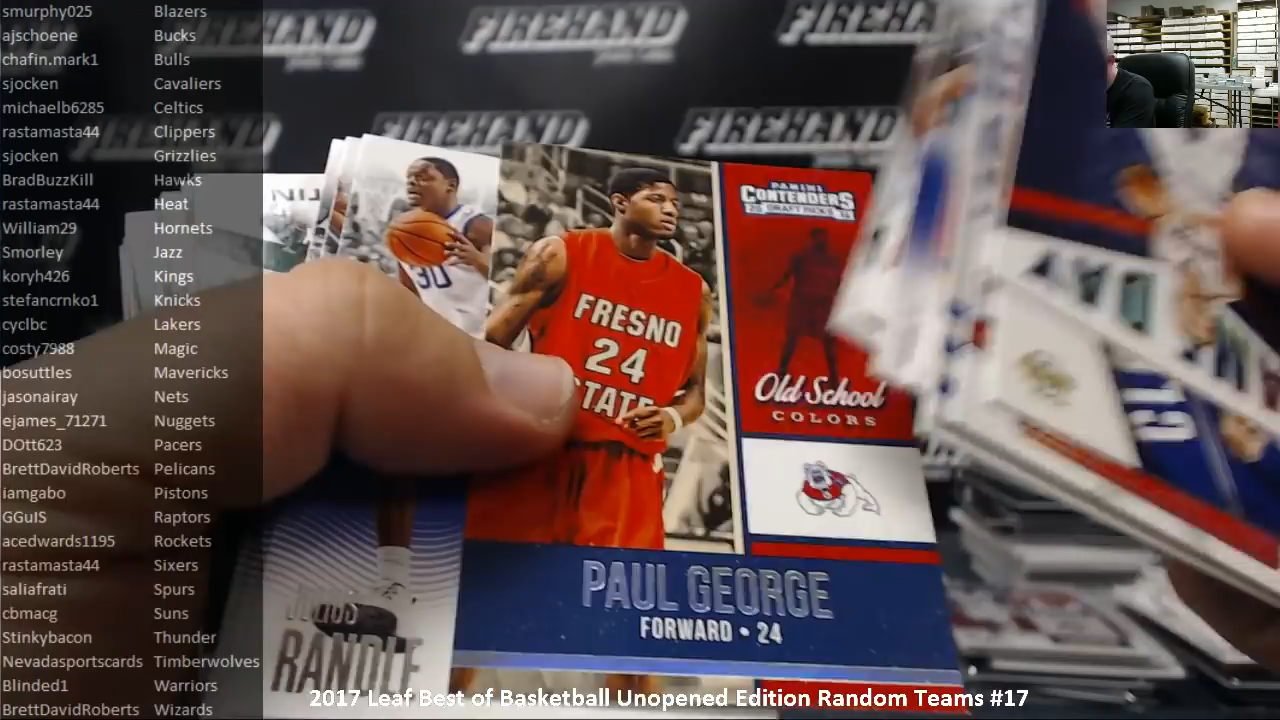 smurphy025 Blazers
ajschoene Bucks
chafin.mark1 Bulls
sjocken Cavaliers
michaelb6285 Celtics
rastamasta44 Clippers
sjocken Grizzlies
BradBuzzKill Hawks
rastamasta44 Heat
William29 Hornets
Smorley Jazz
koryh426 Kings
stefancrnko1 Knicks
cyclbc Lakers
costy7988 Magic
bosuttles Mavericks
jasonairay Nets
ejames_71271 Nuggets
DOtt623 Pacers
BrettDavidRoberts Pelicans
iamgabo Pistons
GGuIS Raptors
acedwards1195 Rockets
rastamasta44 Sixers
saliafrati Spurs
cbmacg Suns
Stinkybacon Thunder
Nevadasportscards Timberwolves
Blinded1 Warriors
BrettDavidRoberts Wizards
FIREHAND
FIREHAND
FIREHAND
FIREHAND
FIREHAND
PANINI
CONTENDERS
DRAFT PICKS
Old School
COLORS
FRESNO
24
STATE
30
PAUL GEORGE
FORWARD • 24
JULIUS
RANDLE
2017 Leaf Best of Basketball Unopened Edition Random Teams #17